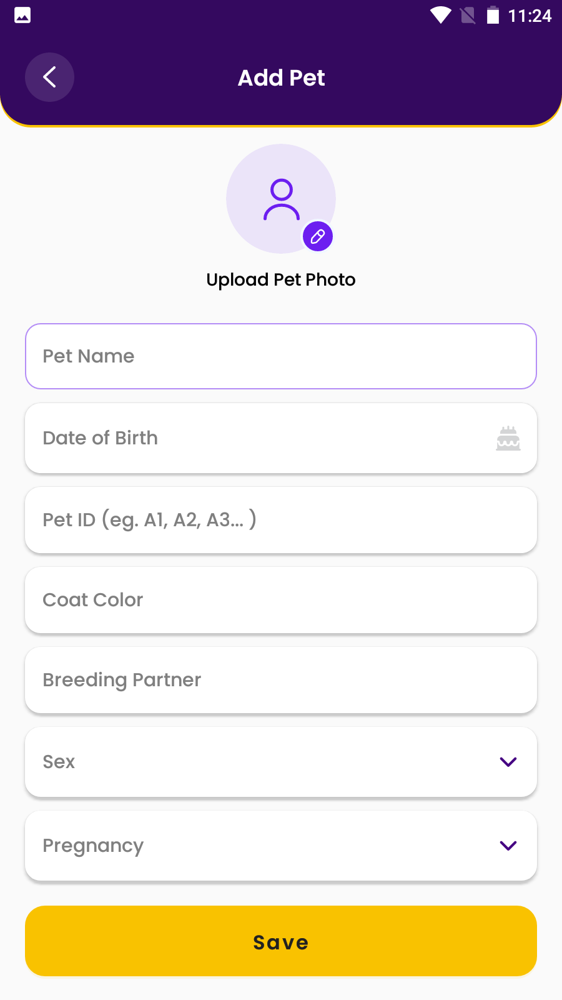 11:24
Add Pet
Upload Pet Photo
Pet Name
Date of Birth
Pet ID (eg. A1, A2, A3... )
Coat Color
Breeding Partner
Sex
Pregnancy
Save